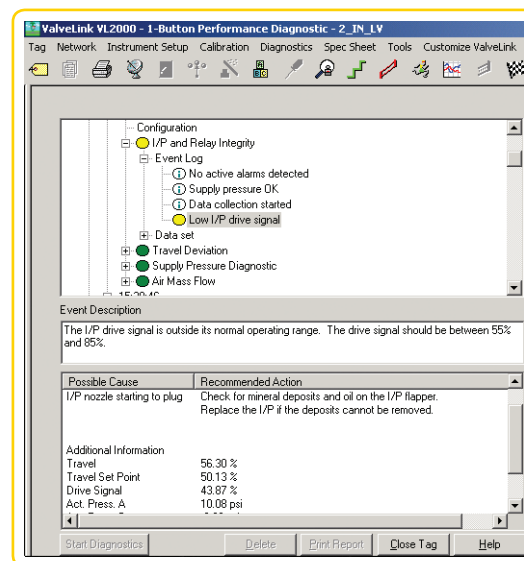 ValveLink VL2000 - 1-Button Performance Diagnostic - 2_IN_LV
Tag Network Instrument Setup Calibration Diagnostics Spec Sheet Tools Customize ValveLink
Configuration
I/P and Relay Integrity
Event Log
No active alarms detected
Supply pressure OK
Data collection started
Low I/P drive signal
Data set
Travel Deviation
Supply Pressure Diagnostic
Air Mass Flow
Event Description
The I/P drive signal is outside its normal operating range. The drive signal should be between 55%
and 85%.
Possible Cause Recommended Action
I/P nozzle starting to plug Check for mineral deposits and oil on the I/P flapper.
Replace the I/P if the deposits cannot be removed.
Additional Information
Travel 56.30 %
Travel Set Point 50.13 %
Drive Signal 43.87 %
Act. Press. A 10.08 psi
Start Diagnostics Delete Print Report Close Tag Help